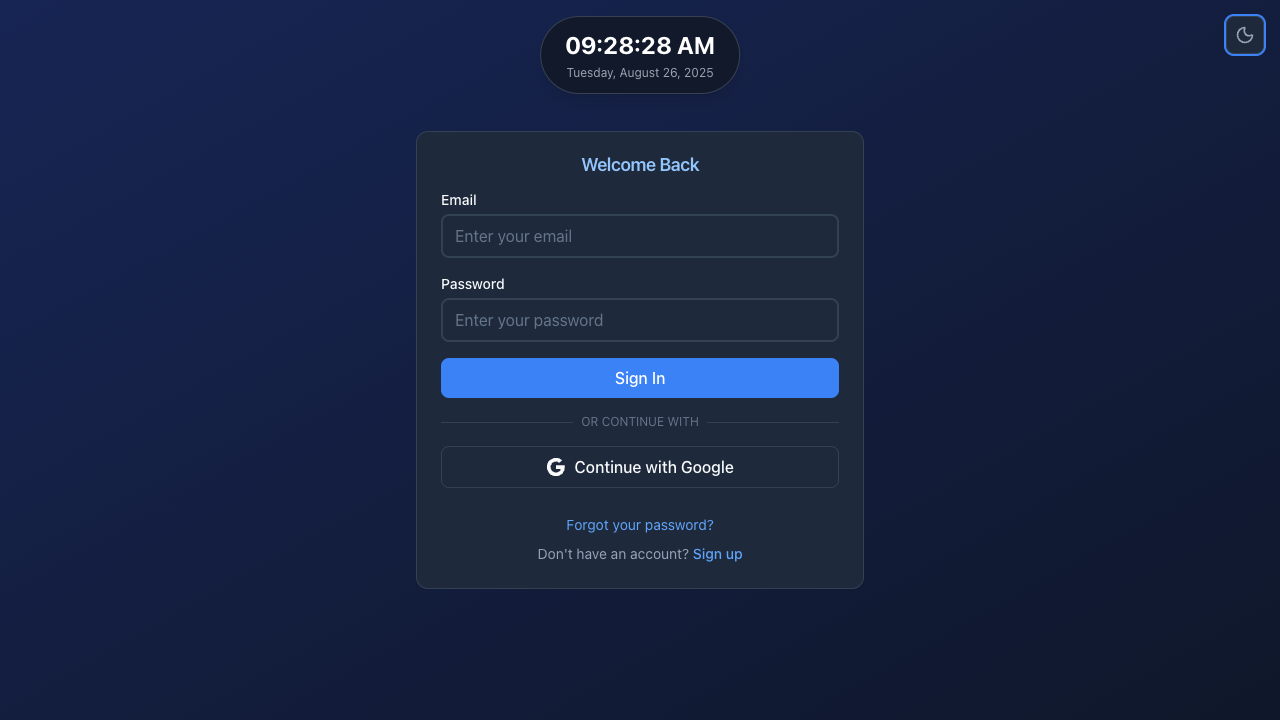 09:28:28 AM
Tuesday, August 26, 2025
Welcome Back
Email
Enter your email
Password
Enter your password
Sign In
OR CONTINUE WITH
Continue with Google
Forgot your password?
Don't have an account? Sign up